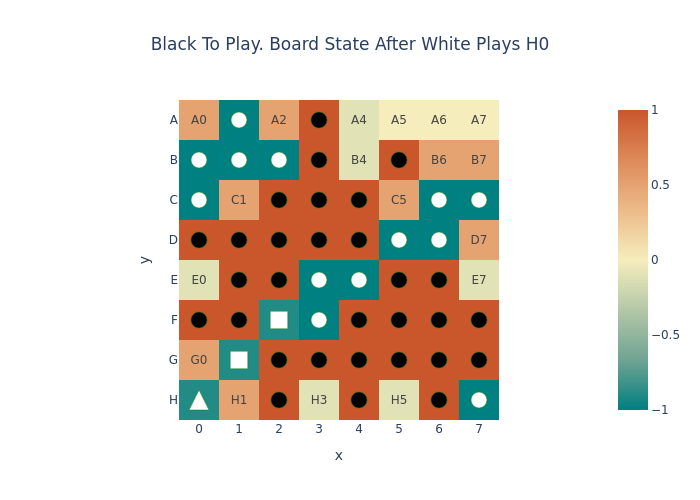 Black To Play. Board State After White Plays H0
A A0 A2 A4 A5 A6 A7 1
B B4 B6 B7
C C1 C5 0.5
D D7
E E0 E7 0
F −0.5
G G0
H H1 H3 H5 −1
0 1 2 3 4 5 6 7
x
y